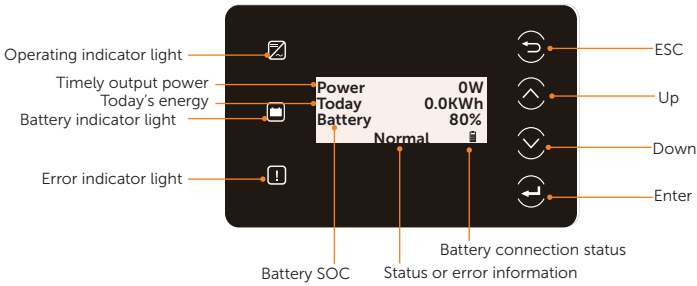 Operating indicator light
Timely output power
Today's energy
Battery indicator light
Error indicator light
Power 0W
Today 0.0KWh
Battery 80%
Normal
ESC
Up
Down
Enter
Battery connection status
Battery SOC
Status or error information